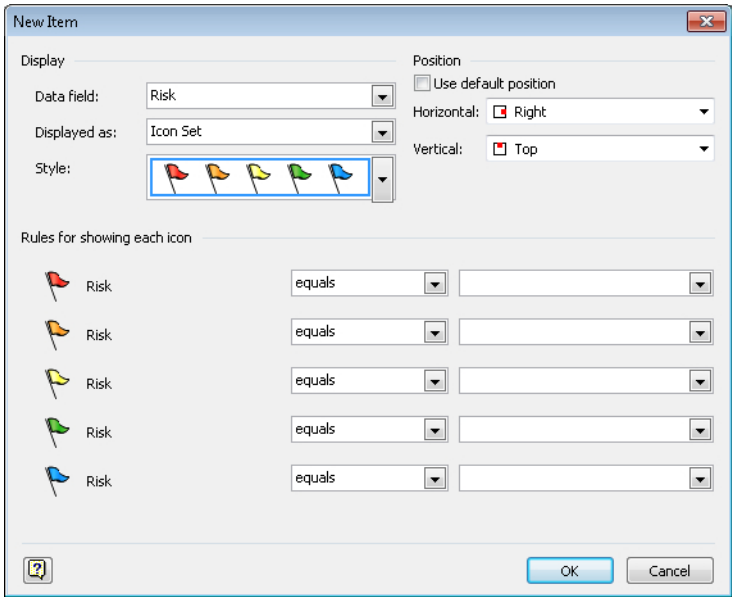 New Item
Display
Data field: Risk
Displayed as: Icon Set
Style:
Position
Use default position
Horizontal: Right
Vertical: Top
Rules for showing each icon
Risk equals
Risk equals
Risk equals
Risk equals
Risk equals
?
OK Cancel